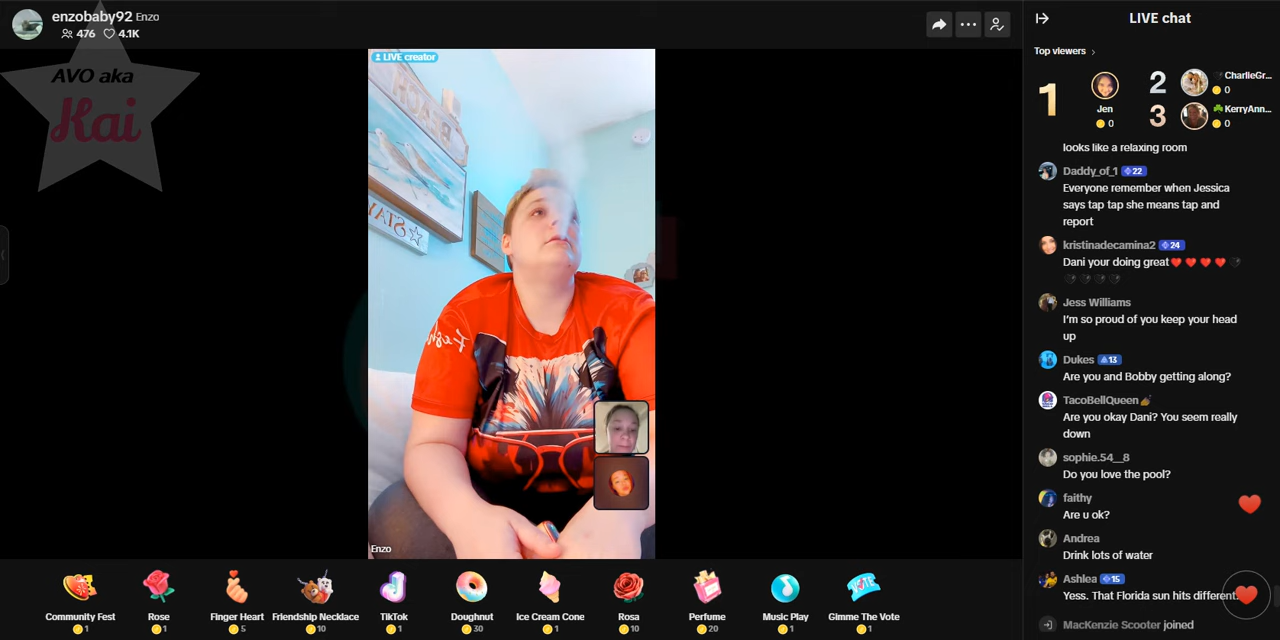 enzobaby92 Enzo
476 4.1K
AVO aka
Kai
LIVE creator
BEACH
STAY
Enzo
Community Fest
1
Rose
1
Finger Heart
5
Friendship Necklace
10
TikTok
1
Doughnut
30
Ice Cream Cone
1
Rosa
10
Perfume
20
Music Play
1
Gimme The Vote
1
LIVE chat
Top viewers
1
Jen
0
2
CharlieGr...
0
3
KerryAnn...
0
looks like a relaxing room
Daddy_of_1 22
Everyone remember when Jessica
says tap tap she means tap and
report
kristinadecamina2 24
Dani your doing great
Jess Williams
I'm so proud of you keep your head
up
Dukes 13
Are you and Bobby getting along?
TacoBellQueen
Are you okay Dani? You seem really
down
sophie.54__8
Do you love the pool?
faithy
Are u ok?
Andrea
Drink lots of water
Ashlea 15
Yess. That Florida sun hits different.
MacKenzie Scooter joined